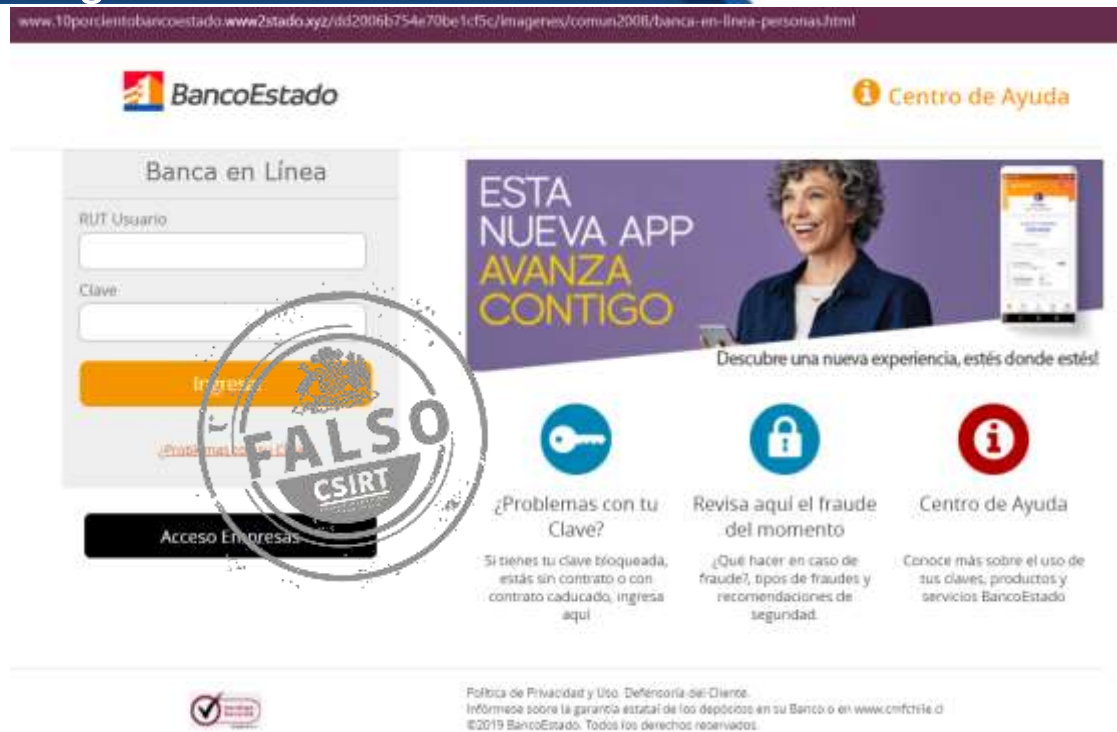 www.10porcientobancoestado.www2stado.xyz/dd2006b754e70be1cf5c/imagenes/comun2008/banca-en-linea-personas.html
BancoEstado
Centro de Ayuda
Banca en Línea
RUT Usuario
Clave
Ingresar
¿Problemas con tu Clave?
Acceso Empresas
FALSO
CSIRT
ESTA
NUEVA APP
AVANZA
CONTIGO
Descubre una nueva experiencia, estés donde estés!
¿Problemas con tu
Clave?
Si tienes tu clave bloqueada,
estás sin contrato o con
contrato caducado, ingresa
aquí
Revisa aquí el fraude
del momento
¿Qué hacer en caso de
fraude?, tipos de fraudes y
recomendaciones de
seguridad.
Centro de Ayuda
Conoce más sobre el uso de
tus claves, productos y
servicios BancoEstado
Política de Privacidad y Uso. Defensoría del Cliente.
Infórmese sobre la garantía estatal de los depósitos en su Banco o en www.cmfchile.cl
©2019 BancoEstado. Todos los derechos reservados.